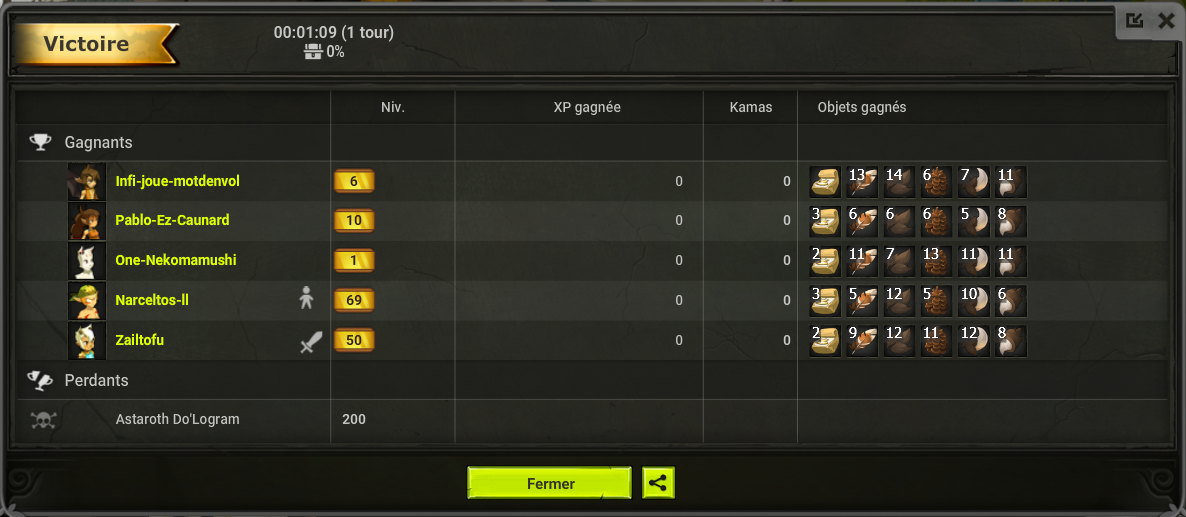 Victoire
00:01:09 (1 tour)
0%
Niv. XP gagnée Kamas Objets gagnés
Gagnants
Infi-joue-motdenvol 6 0 0 13 14 6 7 11
Pablo-Ez-Caunard 10 0 0 3 6 6 6 5 8
One-Nekomamushi 1 0 0 2 11 7 13 11 11
Narceltos-II 69 0 0 3 5 12 5 10 6
Zailtofu 50 0 0 2 9 12 11 12 8
Perdants
Astaroth Do'Logram 200
Fermer